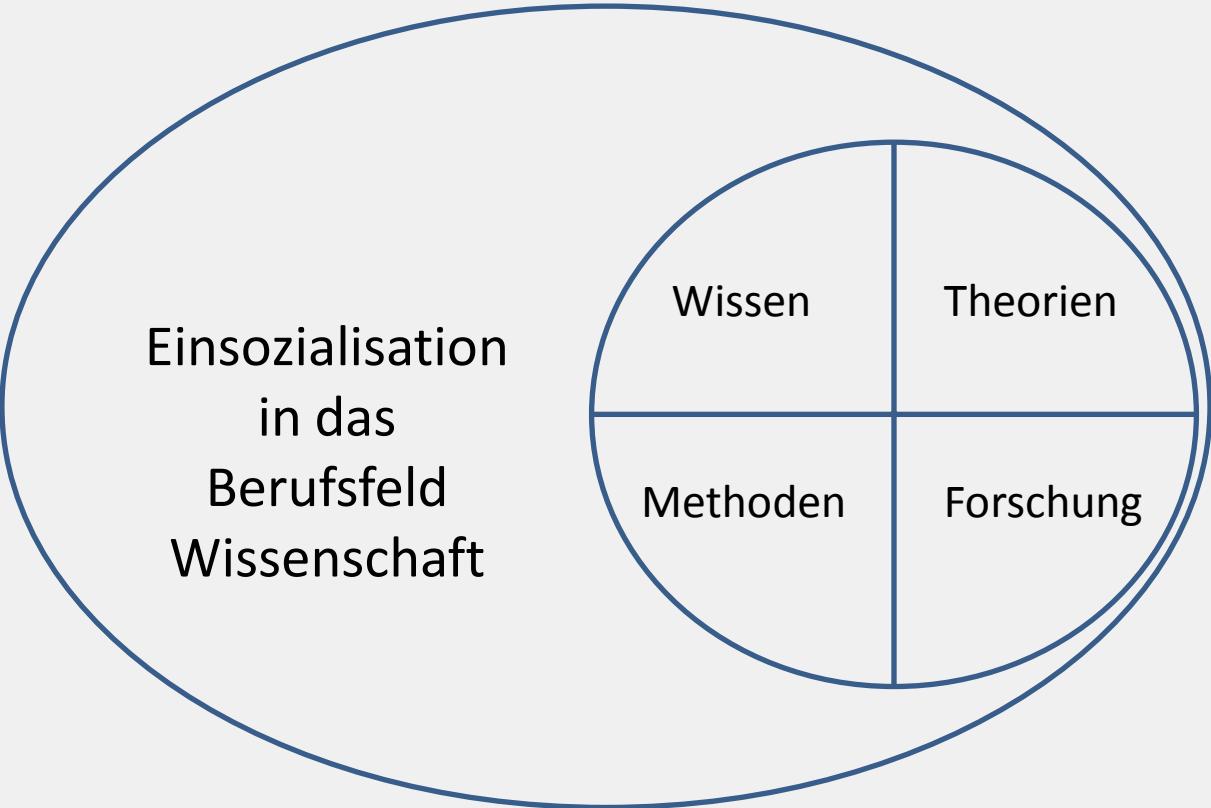 Einsozialisation
in das
Berufsfeld
Wissenschaft
Wissen
Theorien
Methoden
Forschung